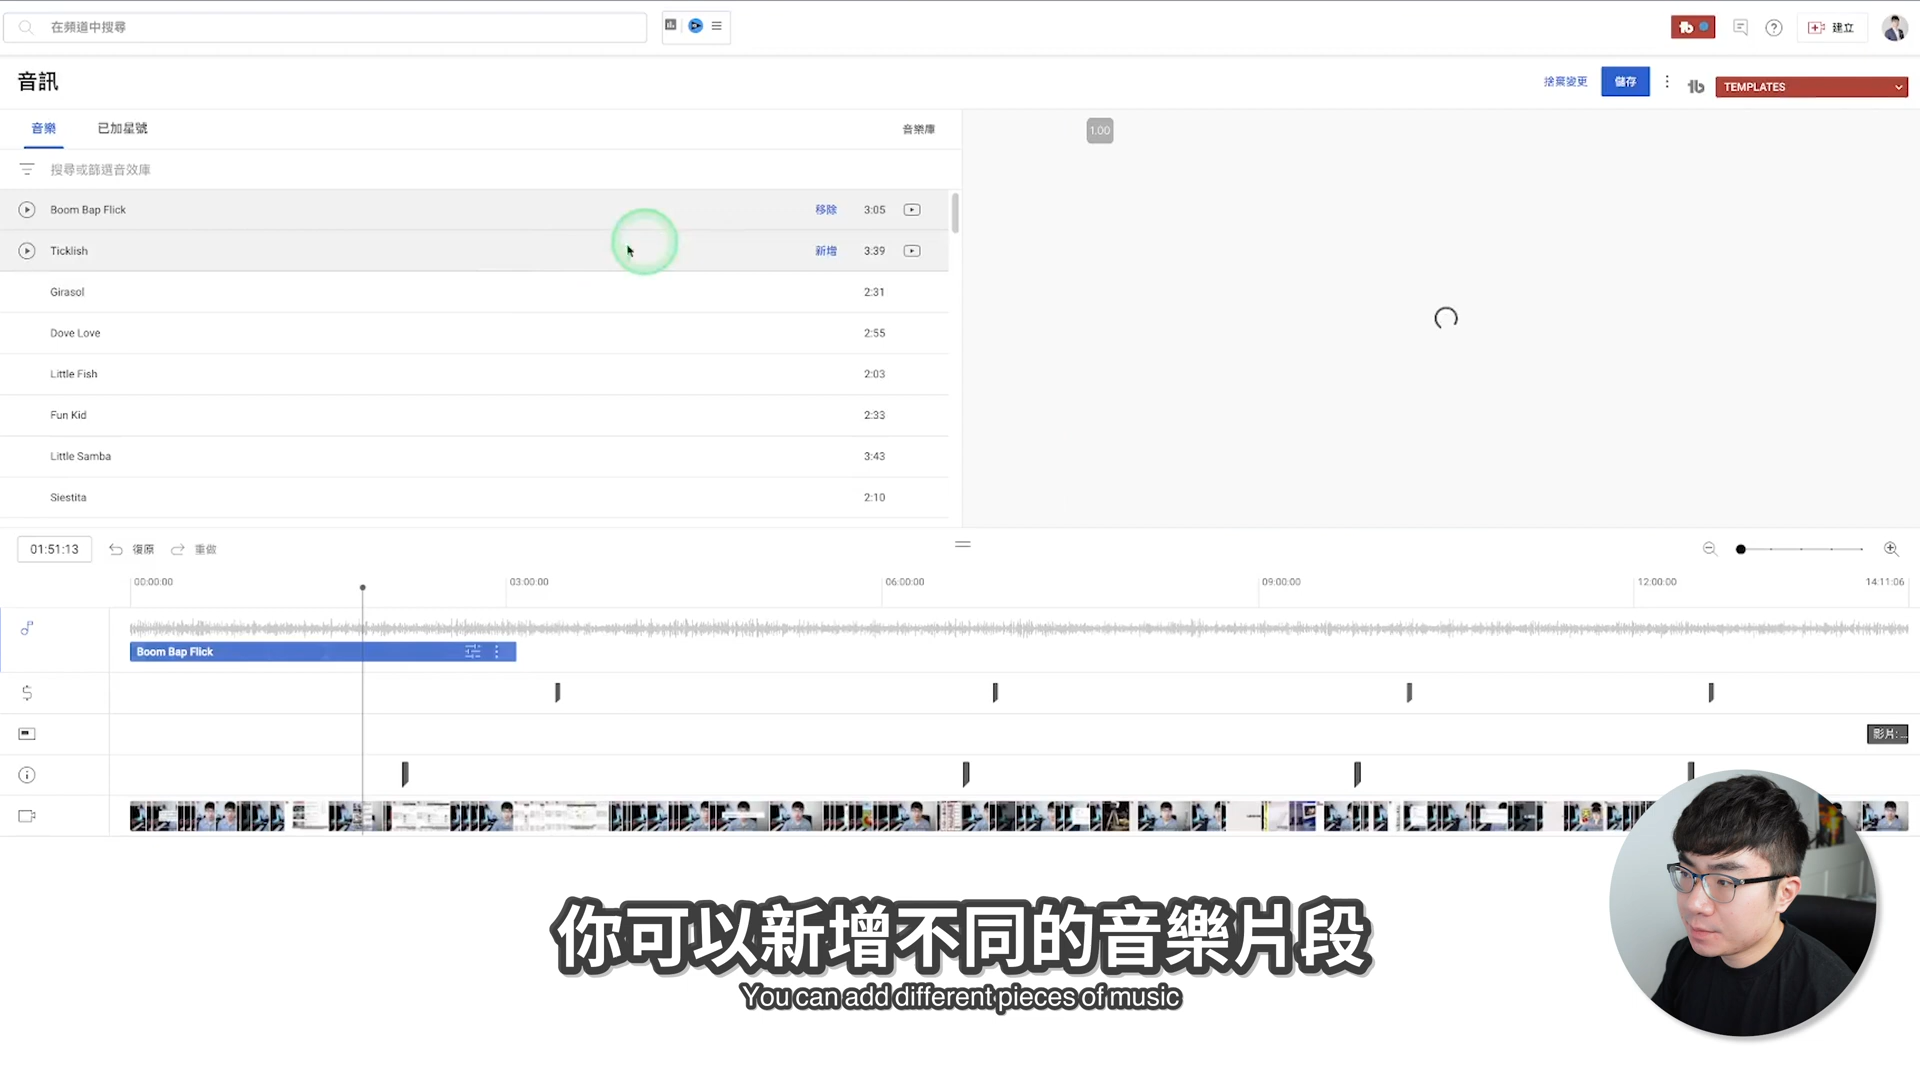 在頻道中搜尋
建立
音訊
捨棄變更
儲存
TEMPLATES
音樂
已加星號
音樂庫
1.00
搜尋或篩選音效庫
Boom Bap Flick 移除 3:05
Ticklish 新增 3:39
Girasol 2:31
Dove Love 2:55
Little Fish 2:03
Fun Kid 2:33
Little Samba 3:43
Siestita 2:10
01:51:13 復原 重做
00:00:00 03:00:00 06:00:00 09:00:00 12:00:00 14:11:06
Boom Bap Flick
影片: ...
你可以新增不同的音樂片段
You can add different pieces of music